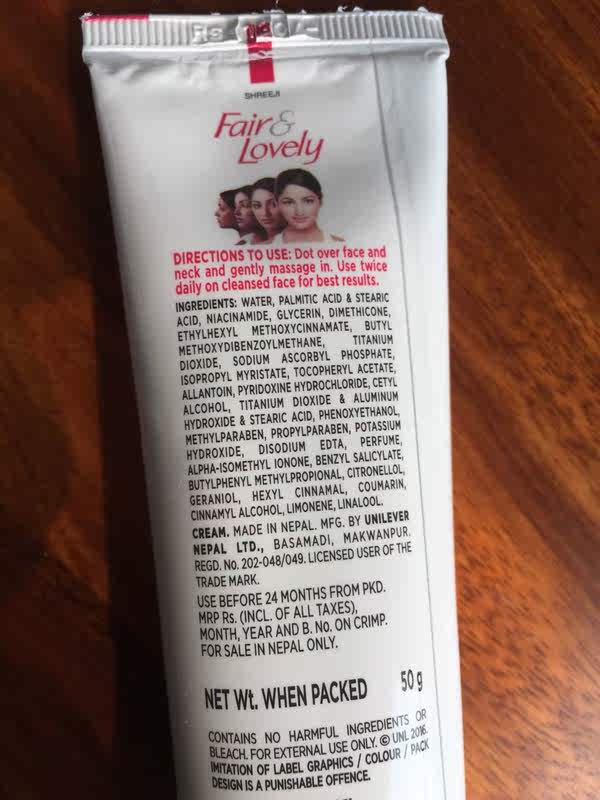 SHREEJI
Fair &
Lovely
DIRECTIONS TO USE: Dot over face and
neck and gently massage in. Use twice
daily on cleansed face for best results.
INGREDIENTS: WATER, PALMITIC ACID & STEARIC
ACID, NIACINAMIDE, GLYCERIN, DIMETHICONE,
ETHYLHEXYL METHOXYCINNAMATE, BUTYL
METHOXYDIBENZOYLMETHANE, TITANIUM
DIOXIDE, SODIUM ASCORBYL PHOSPHATE,
ISOPROPYL MYRISTATE, TOCOPHERYL ACETATE,
ALLANTOIN, PYRIDOXINE HYDROCHLORIDE, CETYL
ALCOHOL, TITANIUM DIOXIDE & ALUMINUM
HYDROXIDE & STEARIC ACID, PHENOXYETHANOL,
METHYLPARABEN, PROPYLPARABEN, POTASSIUM
HYDROXIDE, DISODIUM EDTA, PERFUME,
ALPHA-ISOMETHYL IONONE, BENZYL SALICYLATE,
BUTYLPHENYL METHYLPROPIONAL, CITRONELLOL,
GERANIOL, HEXYL CINNAMAL, COUMARIN,
CINNAMYL ALCOHOL, LIMONENE, LINALOOL.
CREAM. MADE IN NEPAL. MFG. BY UNILEVER
NEPAL LTD., BASAMADI, MAKWANPUR.
REGD. No. 202-048/049. LICENSED USER OF THE
TRADE MARK.
USE BEFORE 24 MONTHS FROM PKD.
MRP Rs. (INCL. OF ALL TAXES),
MONTH, YEAR AND B. No. ON CRIMP.
FOR SALE IN NEPAL ONLY.
NET Wt. WHEN PACKED 50 g
CONTAINS NO HARMFUL INGREDIENTS OR
BLEACH. FOR EXTERNAL USE ONLY. © UNL 2016.
IMITATION OF LABEL GRAPHICS / COLOUR / PACK
DESIGN IS A PUNISHABLE OFFENCE.